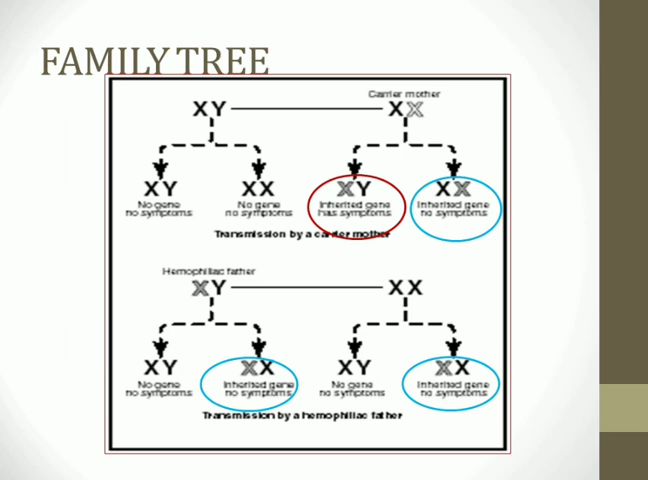 FAMILY TREE
Carrier mother
XY XX
XY XX XY XX
No gene No gene Inherited gene Inherited gene
no symptoms no symptoms has symptoms no symptoms
Transmission by a carrier mother
Hemophiliac father
XY XX
XY XX XY XX
No gene Inherited gene No gene Inherited gene
no symptoms no symptoms no symptoms no symptoms
Transmission by a hemophiliac father